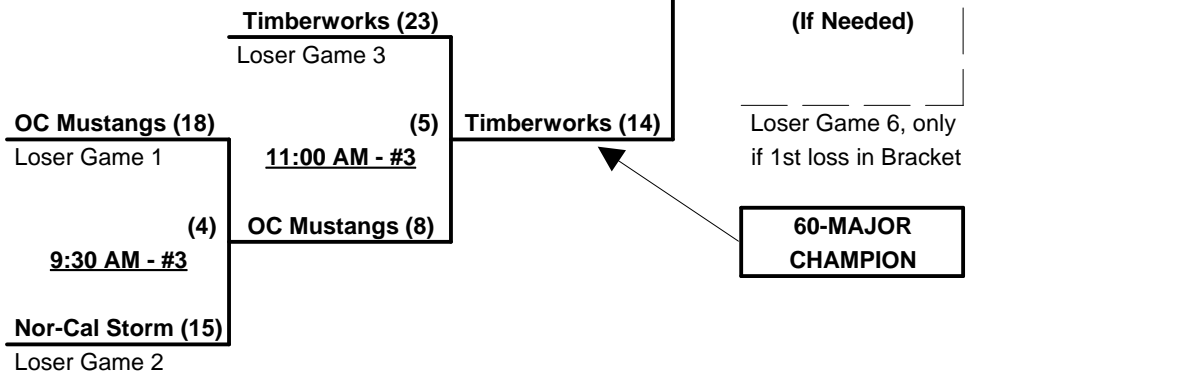 Timberworks (23)
(If Needed)
Loser Game 3
OC Mustangs (18)
(5)
Timberworks (14)
Loser Game 6, only
Loser Game 1
11:00 AM - #3
if 1st loss in Bracket
(4)
OC Mustangs (8)
60-MAJOR
9:30 AM - #3
CHAMPION
Nor-Cal Storm (15)
Loser Game 2